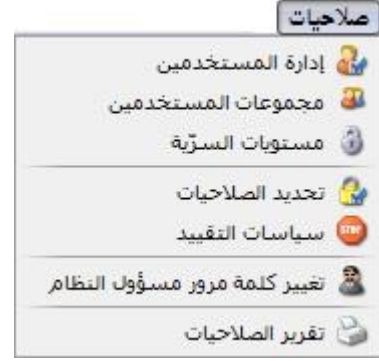 صلاحيات
إدارة المستخدمين
مجموعات المستخدمين
مستويات السرّية
تحديد الصلاحيات
سياسات التقييد
تغيير كلمة مرور مسؤول النظام
تقرير الصلاحيات